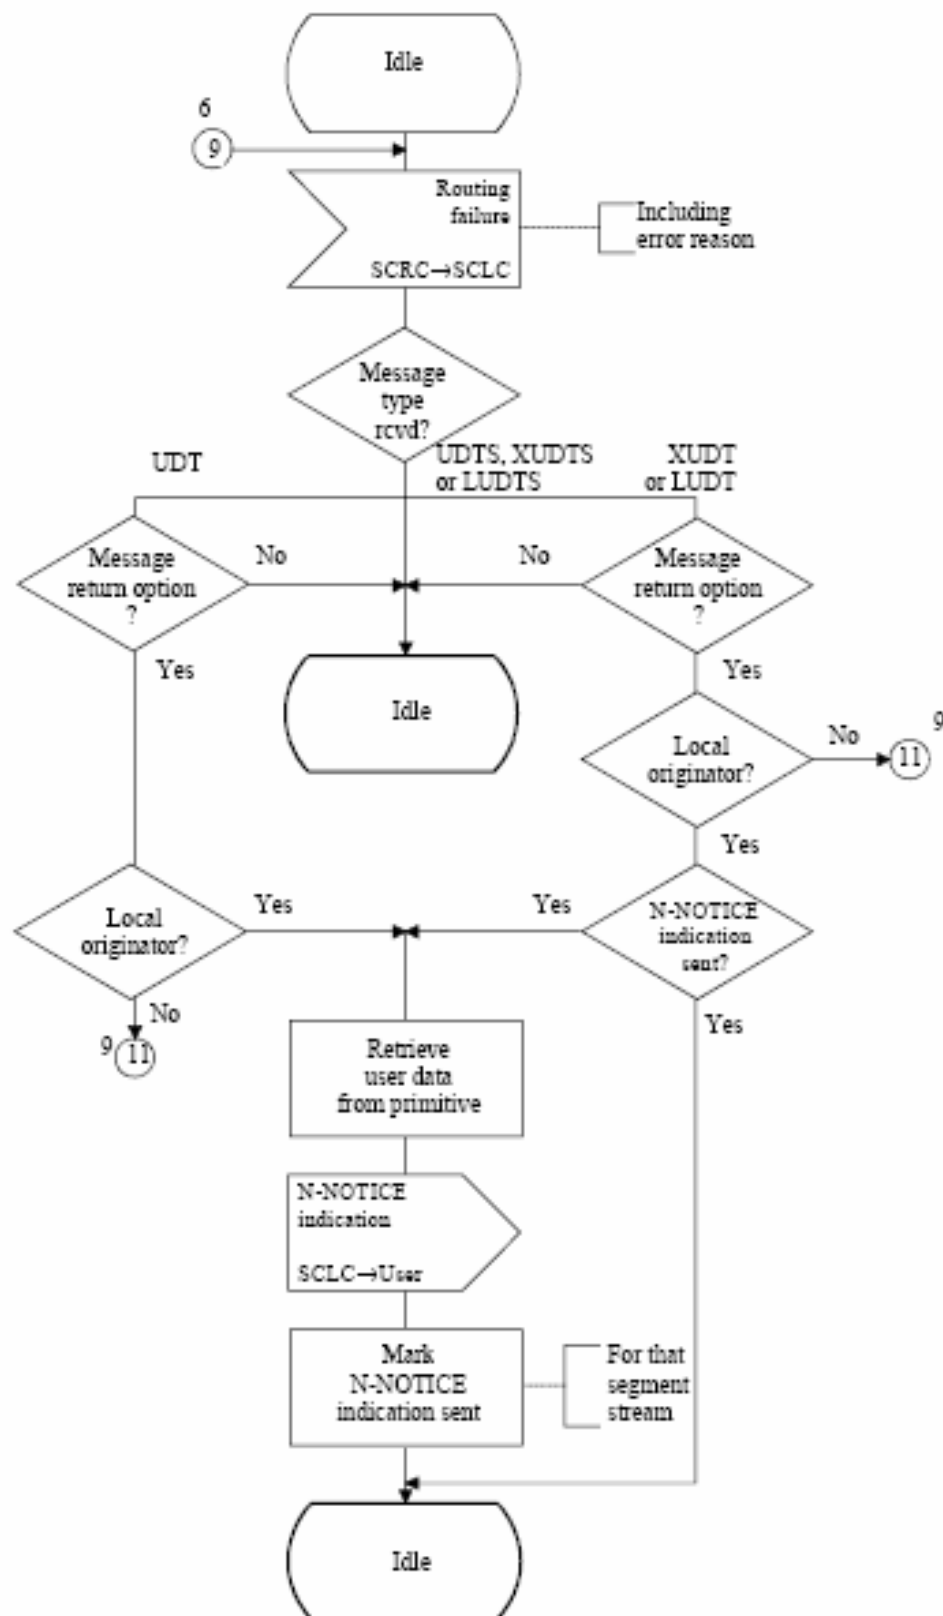 Idle
6
9
Routing
failure
SCRC→SCLC
Including
error reason
Message
type
rcvd?
UDT
UDTS, XUDTS
or LUDTS
XUDT
or LUDT
Message
return option
?
No
No
Message
return option
?
Yes
Idle
Yes
Local
originator?
No
9
11
Yes
Local
originator?
Yes
Yes
N-NOTICE
indication
sent?
No
9
11
Yes
Retrieve
user data
from primitive
N-NOTICE
indication
SCLC→User
Mark
N-NOTICE
indication sent
For that
segment
stream
Idle